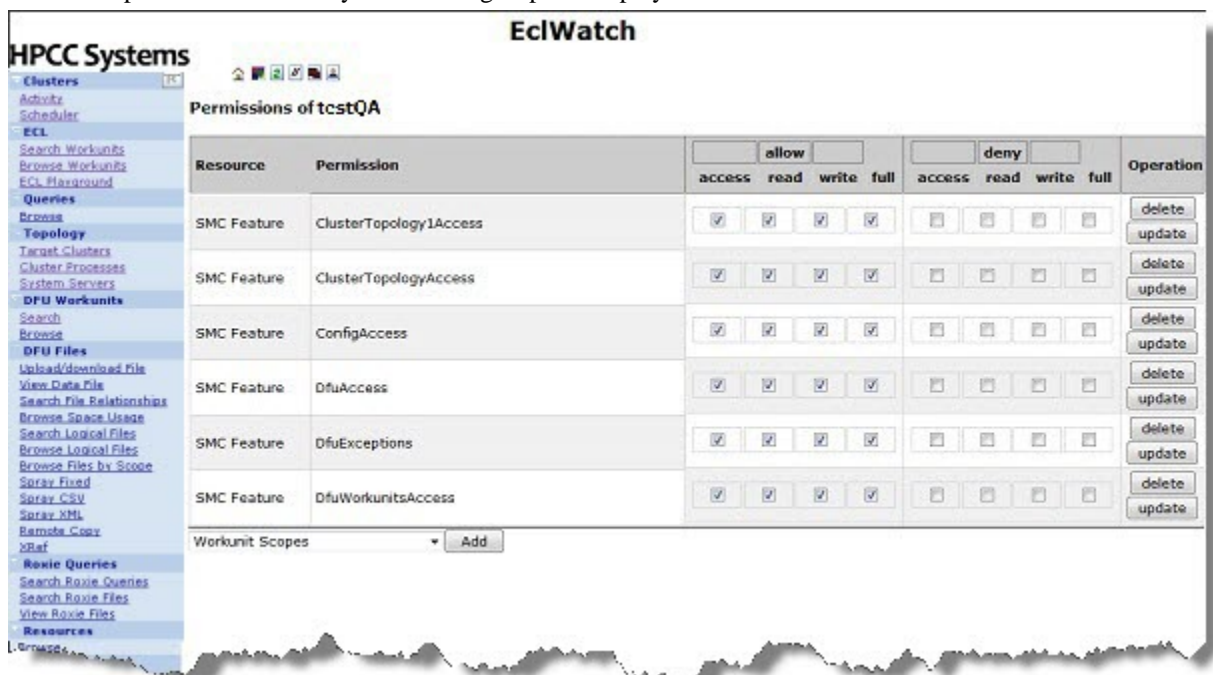 EclWatch
HPCC Systems
Clusters
Activity
Scheduler
ECL
Search Workunits
Browse Workunits
ECL Playground
Queries
Browse
Topology
Target Clusters
Cluster Processes
System Servers
DFU Workunits
Search
Browse
DFU Files
Upload/download File
View Data File
Search File Relationships
Browse Space Usage
Search Logical Files
Browse Logical Files
Browse Files by Scope
Spray Fixed
Spray CSV
Spray XML
Remote Copy
XRef
Roxie Queries
Search Roxie Queries
Search Roxie Files
View Roxie Files
Resources
Browse
Permissions of testQA
Resource Permission allow deny Operation
access read write full access read write full
SMC Feature ClusterTopology1Access delete update
SMC Feature ClusterTopologyAccess delete update
SMC Feature ConfigAccess delete update
SMC Feature DfuAccess delete update
SMC Feature DfuExceptions delete update
SMC Feature DfuWorkunitsAccess delete update
Workunit Scopes Add